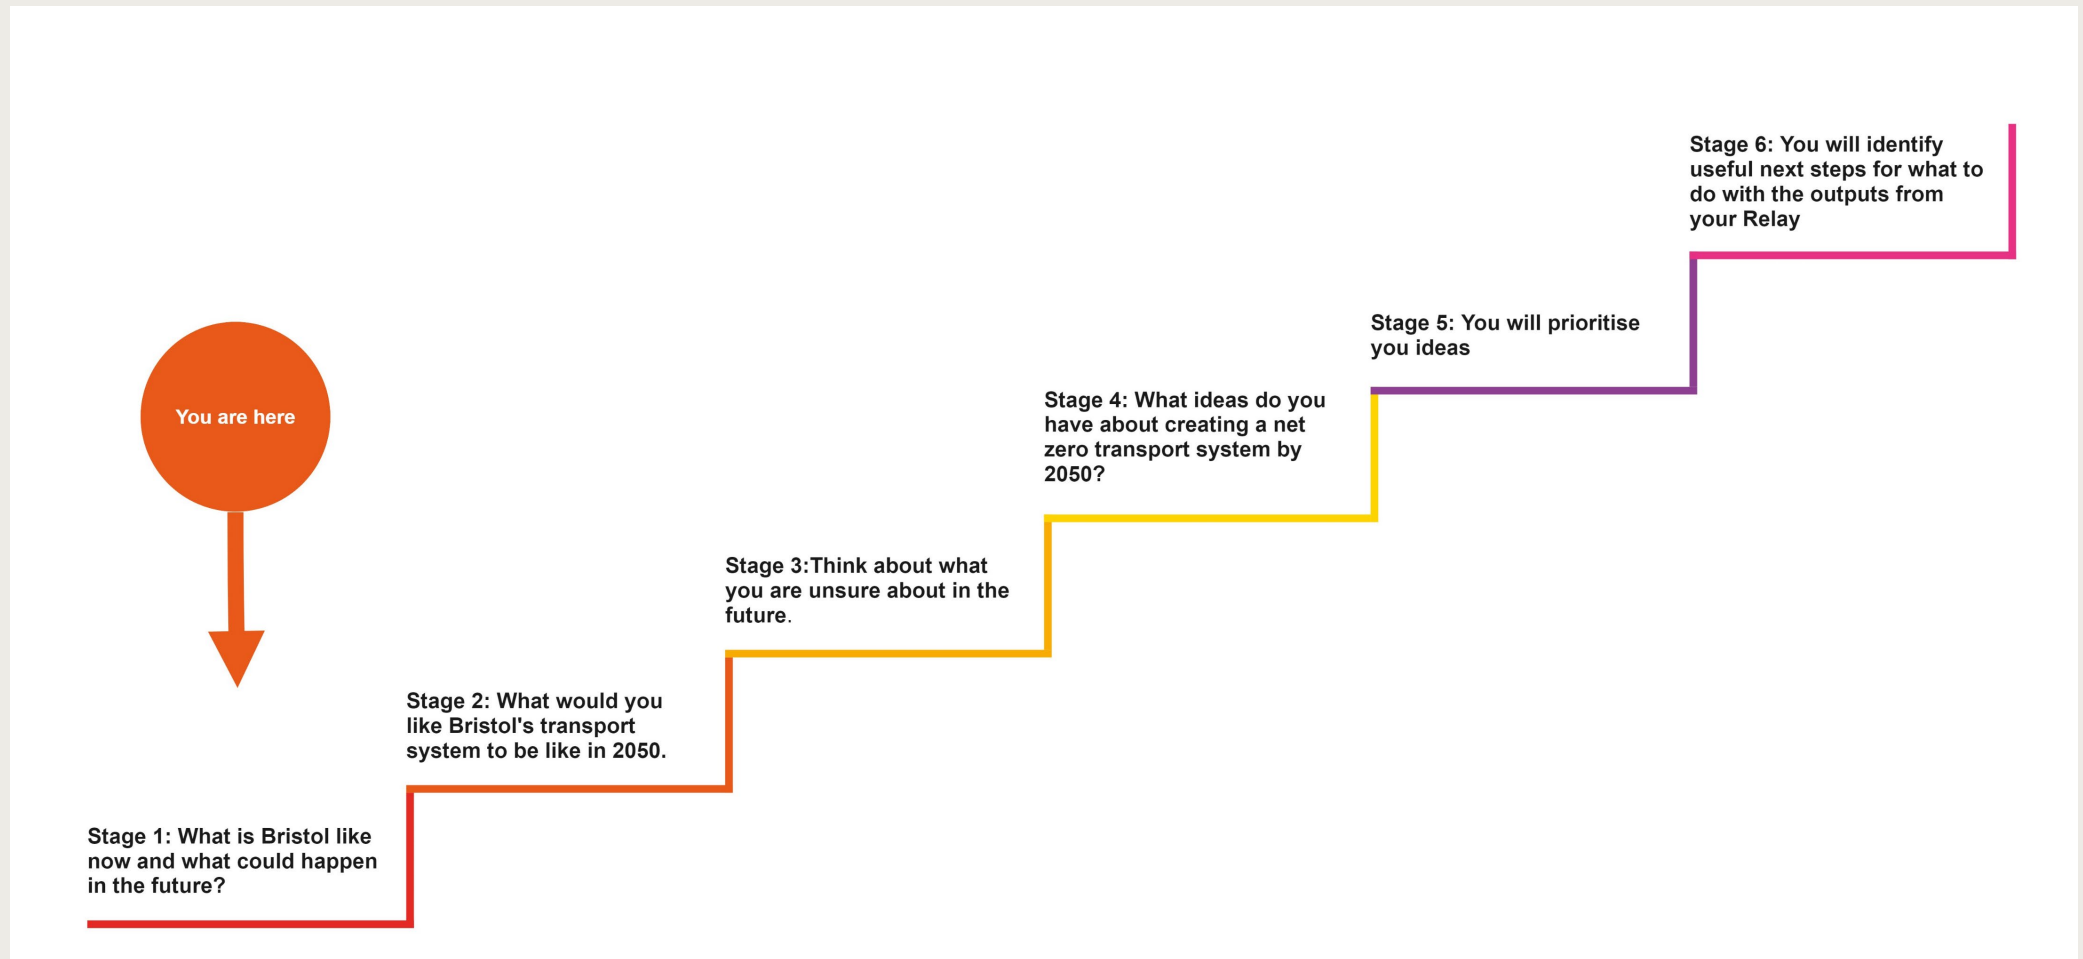 You are here
Stage 1: What is Bristol like
now and what could happen
in the future?
Stage 2: What would you
like Bristol's transport
system to be like in 2050.
Stage 3:Think about what
you are unsure about in the
future.
Stage 4: What ideas do you
have about creating a net
zero transport system by
2050?
Stage 5: You will prioritise
you ideas
Stage 6: You will identify
useful next steps for what to
do with the outputs from
your Relay